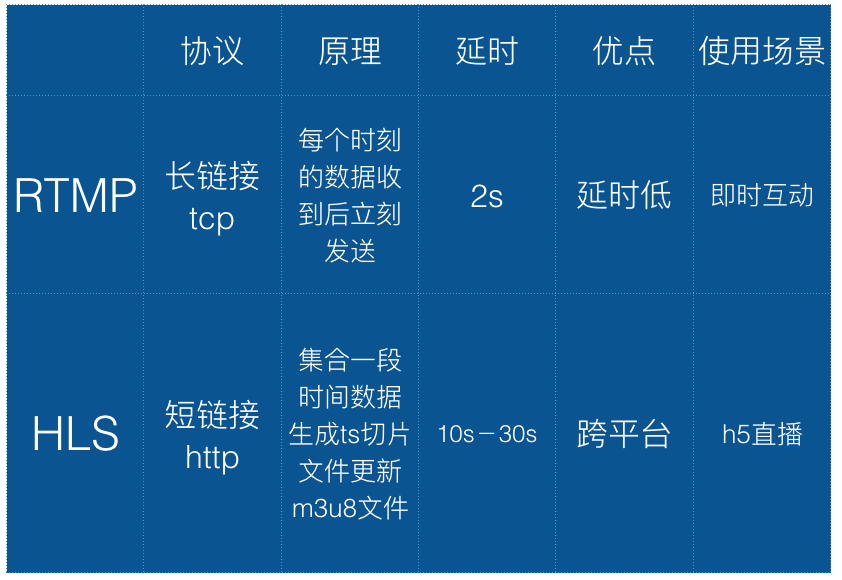 协议
原理
延时
优点
使用场景
RTMP
长链接
tcp
每个时刻
的数据收
到后立刻
发送
2s
延时低
即时互动
HLS
短链接
http
集合一段
时间数据
生成ts切片
文件更新
m3u8文件
10s－30s
跨平台
h5直播